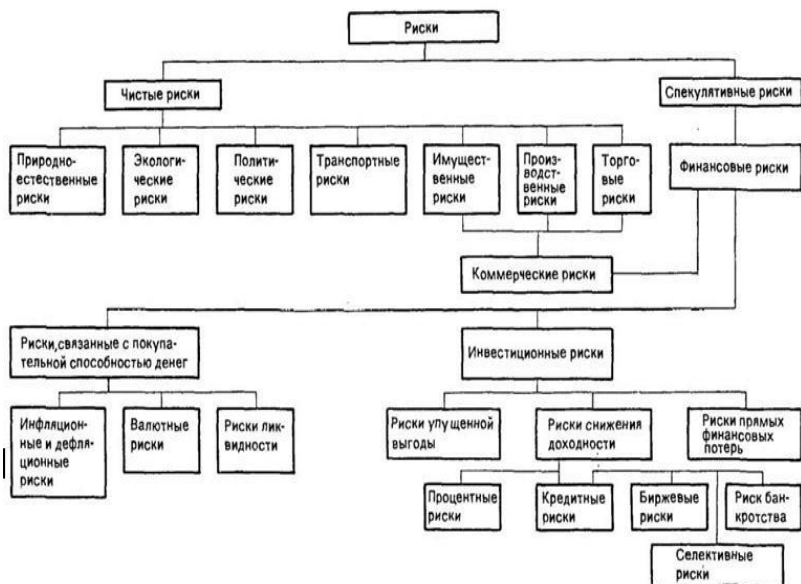 Риски
Чистые риски
Спекулятивные риски
Природно-
естественные
риски
Экологи-
ческие
риски
Полити-
ческие
риски
Транспортные
риски
Имущест-
венные
риски
Произ-
водст-
венные
риски
Торго-
вые
риски
Финансовые риски
Коммерческие риски
Риски,связанные с покупа-
тельной способностью денег
Инвестиционные риски
Инфляцион-
ные и дефля-
ционные
риски
Валютные
риски
Риски лик-
видности
Риски упущенной
выгоды
Риски снижения
доходности
Риски прямых
финансовых
потерь
Процентные
риски
Кредитные
риски
Биржевые
риски
Риск бан-
кротства
Селективные
риски